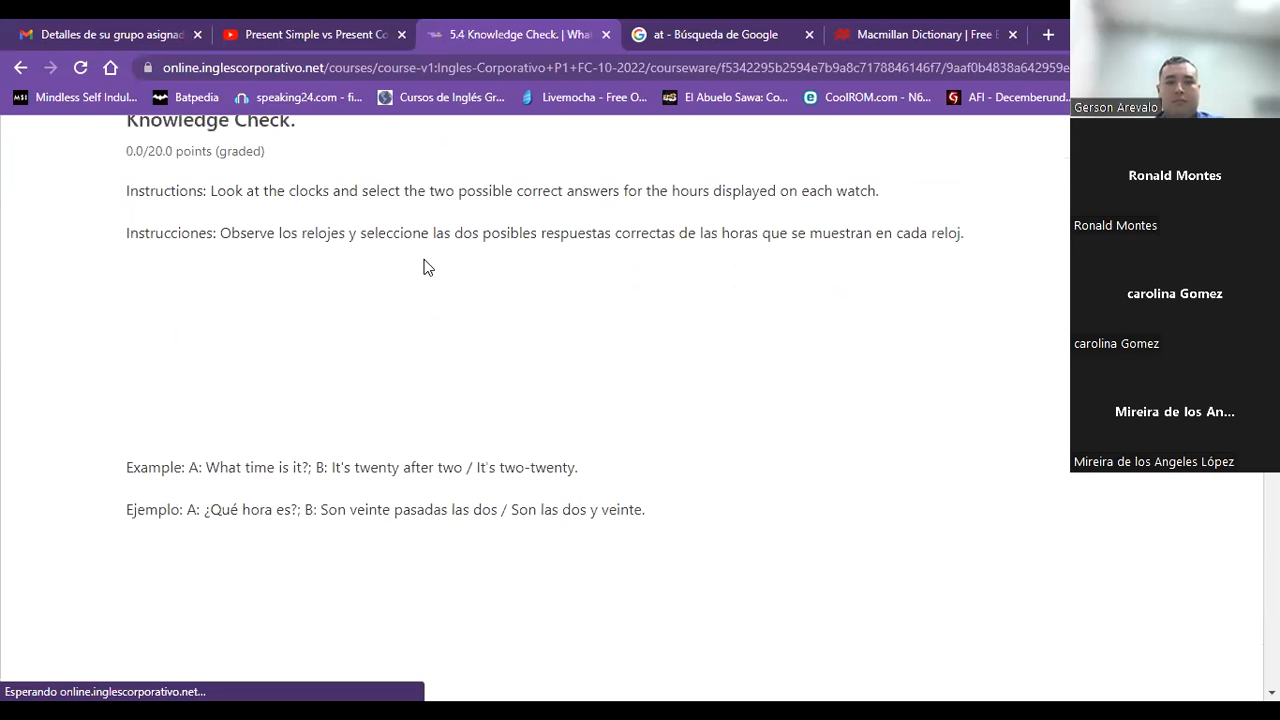 Detalles de su grupo asignad
Present Simple vs Present Co
5.4 Knowledge Check. | What
at - Búsqueda de Google
Macmillan Dictionary | Free E
online.inglescorporativo.net/courses/course-v1:Ingles-Corporativo+P1+FC-10-2022/courseware/f5342295b2594e7b9a8c7178846146f7/9aaf0b4838a642959e
Mindless Self Indul...
Batpedia
speaking24.com - fi...
Cursos de Inglés Gr...
Livemocha - Free O...
El Abuelo Sawa: Co...
CoolROM.com - N6...
AFI - Decemberund...
Knowledge Check.
0.0/20.0 points (graded)
Instructions: Look at the clocks and select the two possible correct answers for the hours displayed on each watch.
Instrucciones: Observe los relojes y seleccione las dos posibles respuestas correctas de las horas que se muestran en cada reloj.
Example: A: What time is it?; B: It's twenty after two / It's two-twenty.
Ejemplo: A: ¿Qué hora es?; B: Son veinte pasadas las dos / Son las dos y veinte.
Esperando online.inglescorporativo.net...
Gerson Arevalo
Ronald Montes
Ronald Montes
carolina Gomez
carolina Gomez
Mireira de los An...
Mireira de los Angeles López